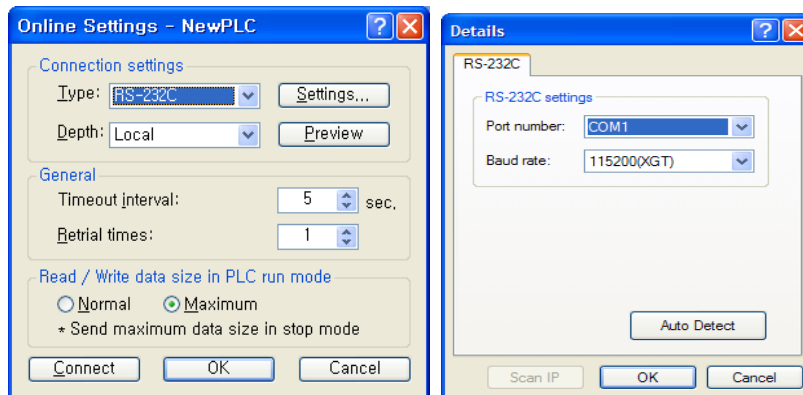 Online Settings - NewPLC
Connection settings
Type: RS-232C Settings...
Depth: Local Preview
General
Timeout interval: 5 sec,
Retrial times: 1
Read / Write data size in PLC run mode
Normal Maximum
* Send maximum data size in stop mode
Connect OK Cancel
Details
RS-232C
RS-232C settings
Port number: COM1
Baud rate: 115200(XGT)
Auto Detect
Scan IP OK Cancel